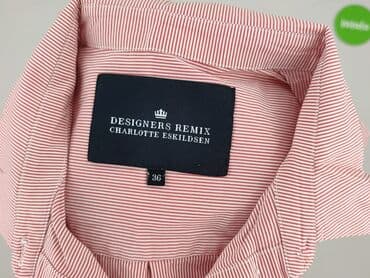 DESIGNERS REMIX
CHARLOTTE ESKILDSEN
36